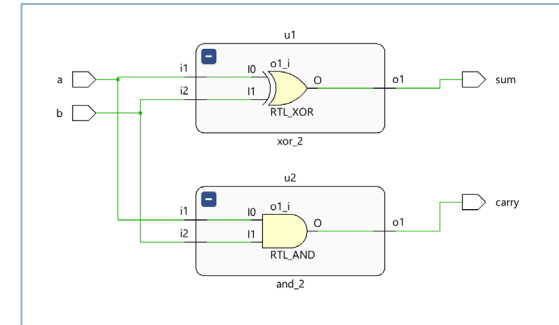 u1
i1 I0 o1_i O o1
a
sum
i2 I1
RTL_XOR
b
xor_2
u2
i1 I0 o1_i O o1
carry
i2 I1
RTL_AND
and_2